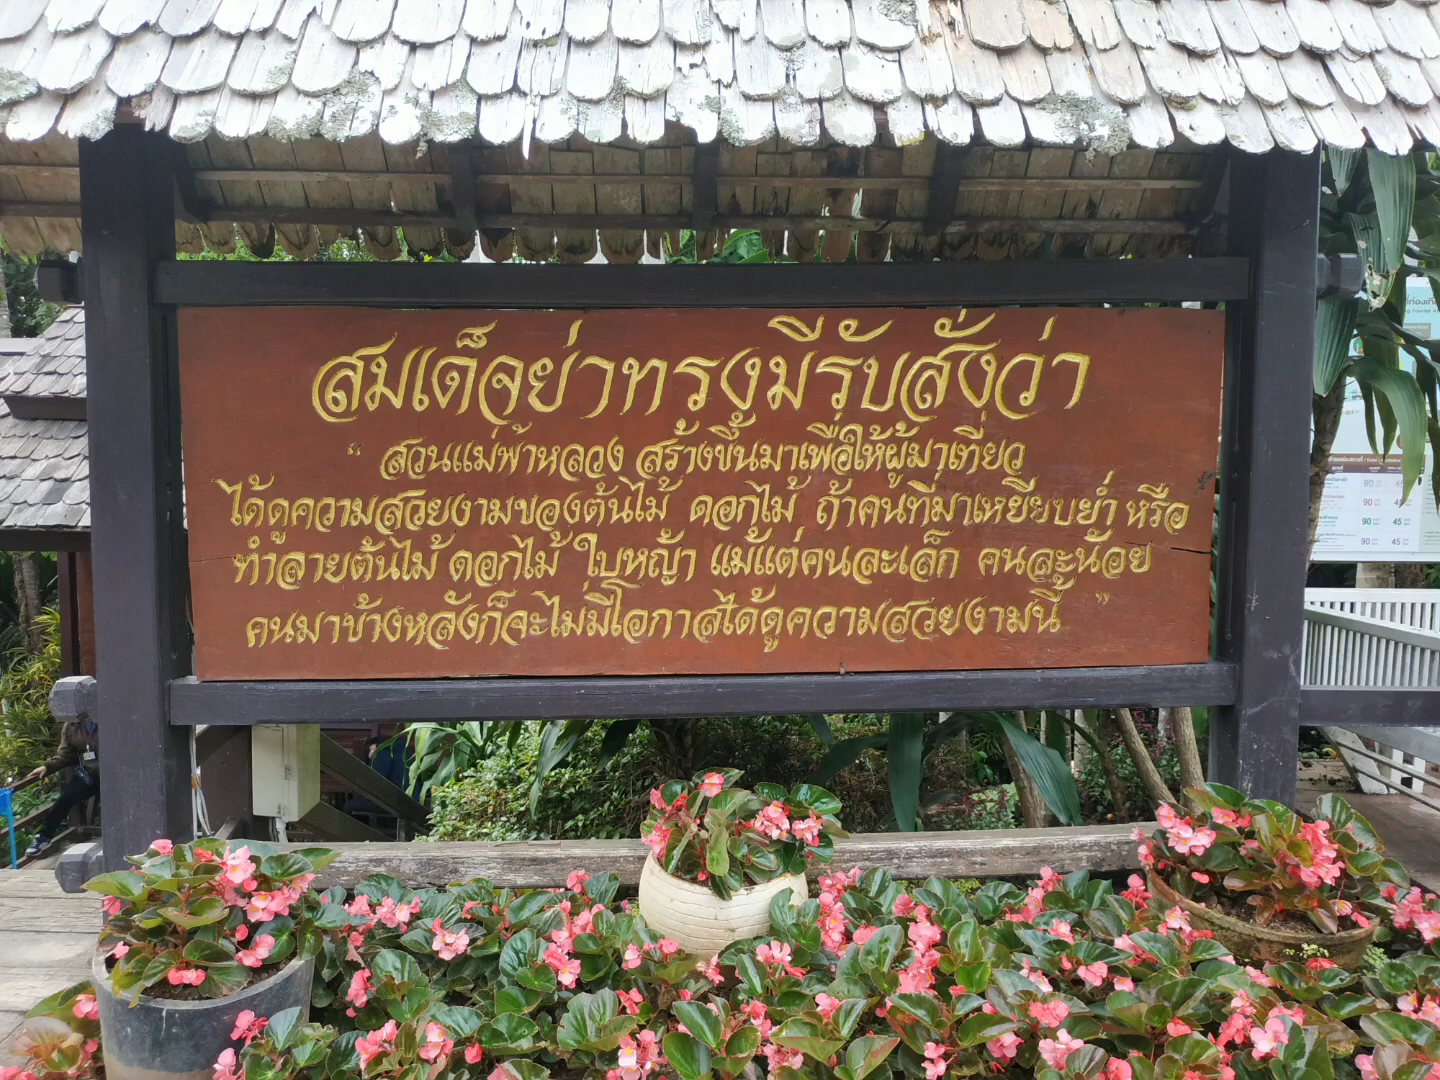 สมเด็จย่าทรงมีรับสั่งว่า
“ สวนแม่ฟ้าหลวง สร้างขึ้นมาเพื่อให้ผู้มาเที่ยว
ได้ดูความสวยงามของต้นไม้ ดอกไม้ ถ้าคนที่มาเหยียบย่ำ หรือ
ทำลายต้นไม้ ดอกไม้ ใบหญ้า แม้แต่คนละเล็ก คนละน้อย
คนมาข้างหลังก็จะไม่มีโอกาสได้ดูความสวยงามนี้ ”
90 45
90 45
90 45
90 45